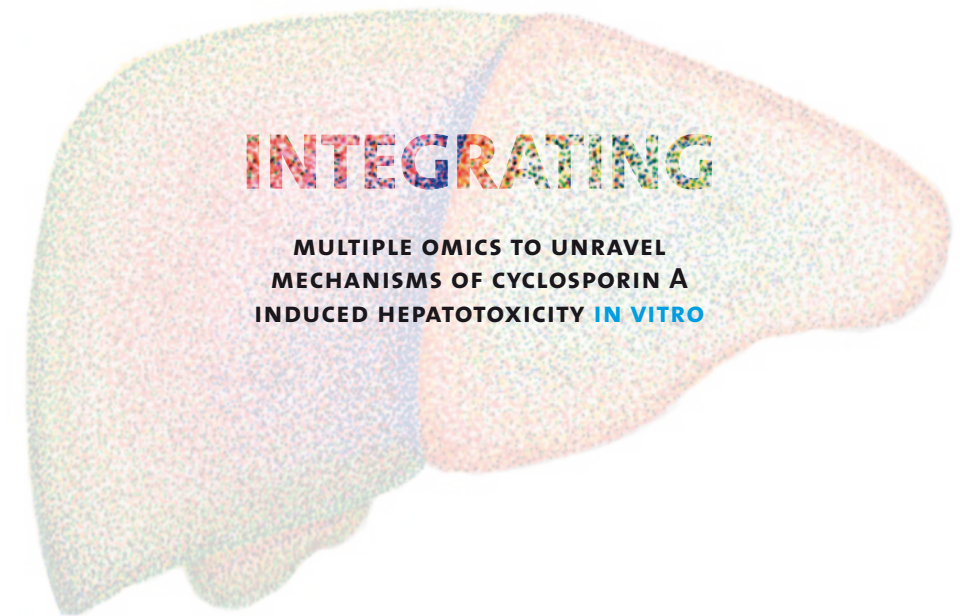 INTEGRATING
MULTIPLE OMICS TO UNRAVEL
MECHANISMS OF CYCLOSPORIN A
INDUCED HEPATOTOXICITY IN VITRO